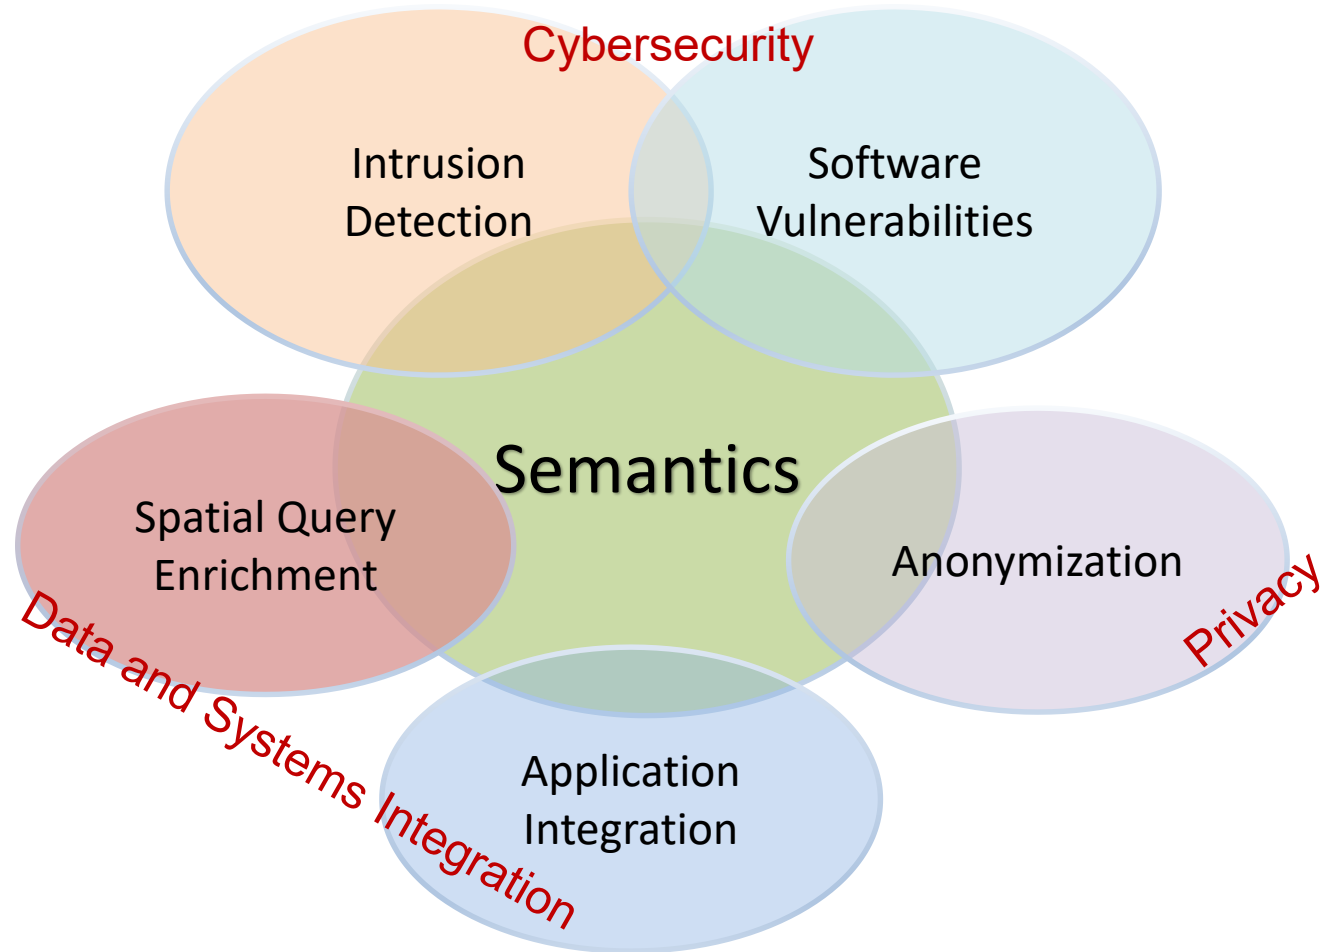 Cybersecurity
Intrusion
Detection
Software
Vulnerabilities
Semantics
Spatial Query
Enrichment
Anonymization
Privacy
Data and Systems Integration
Application
Integration